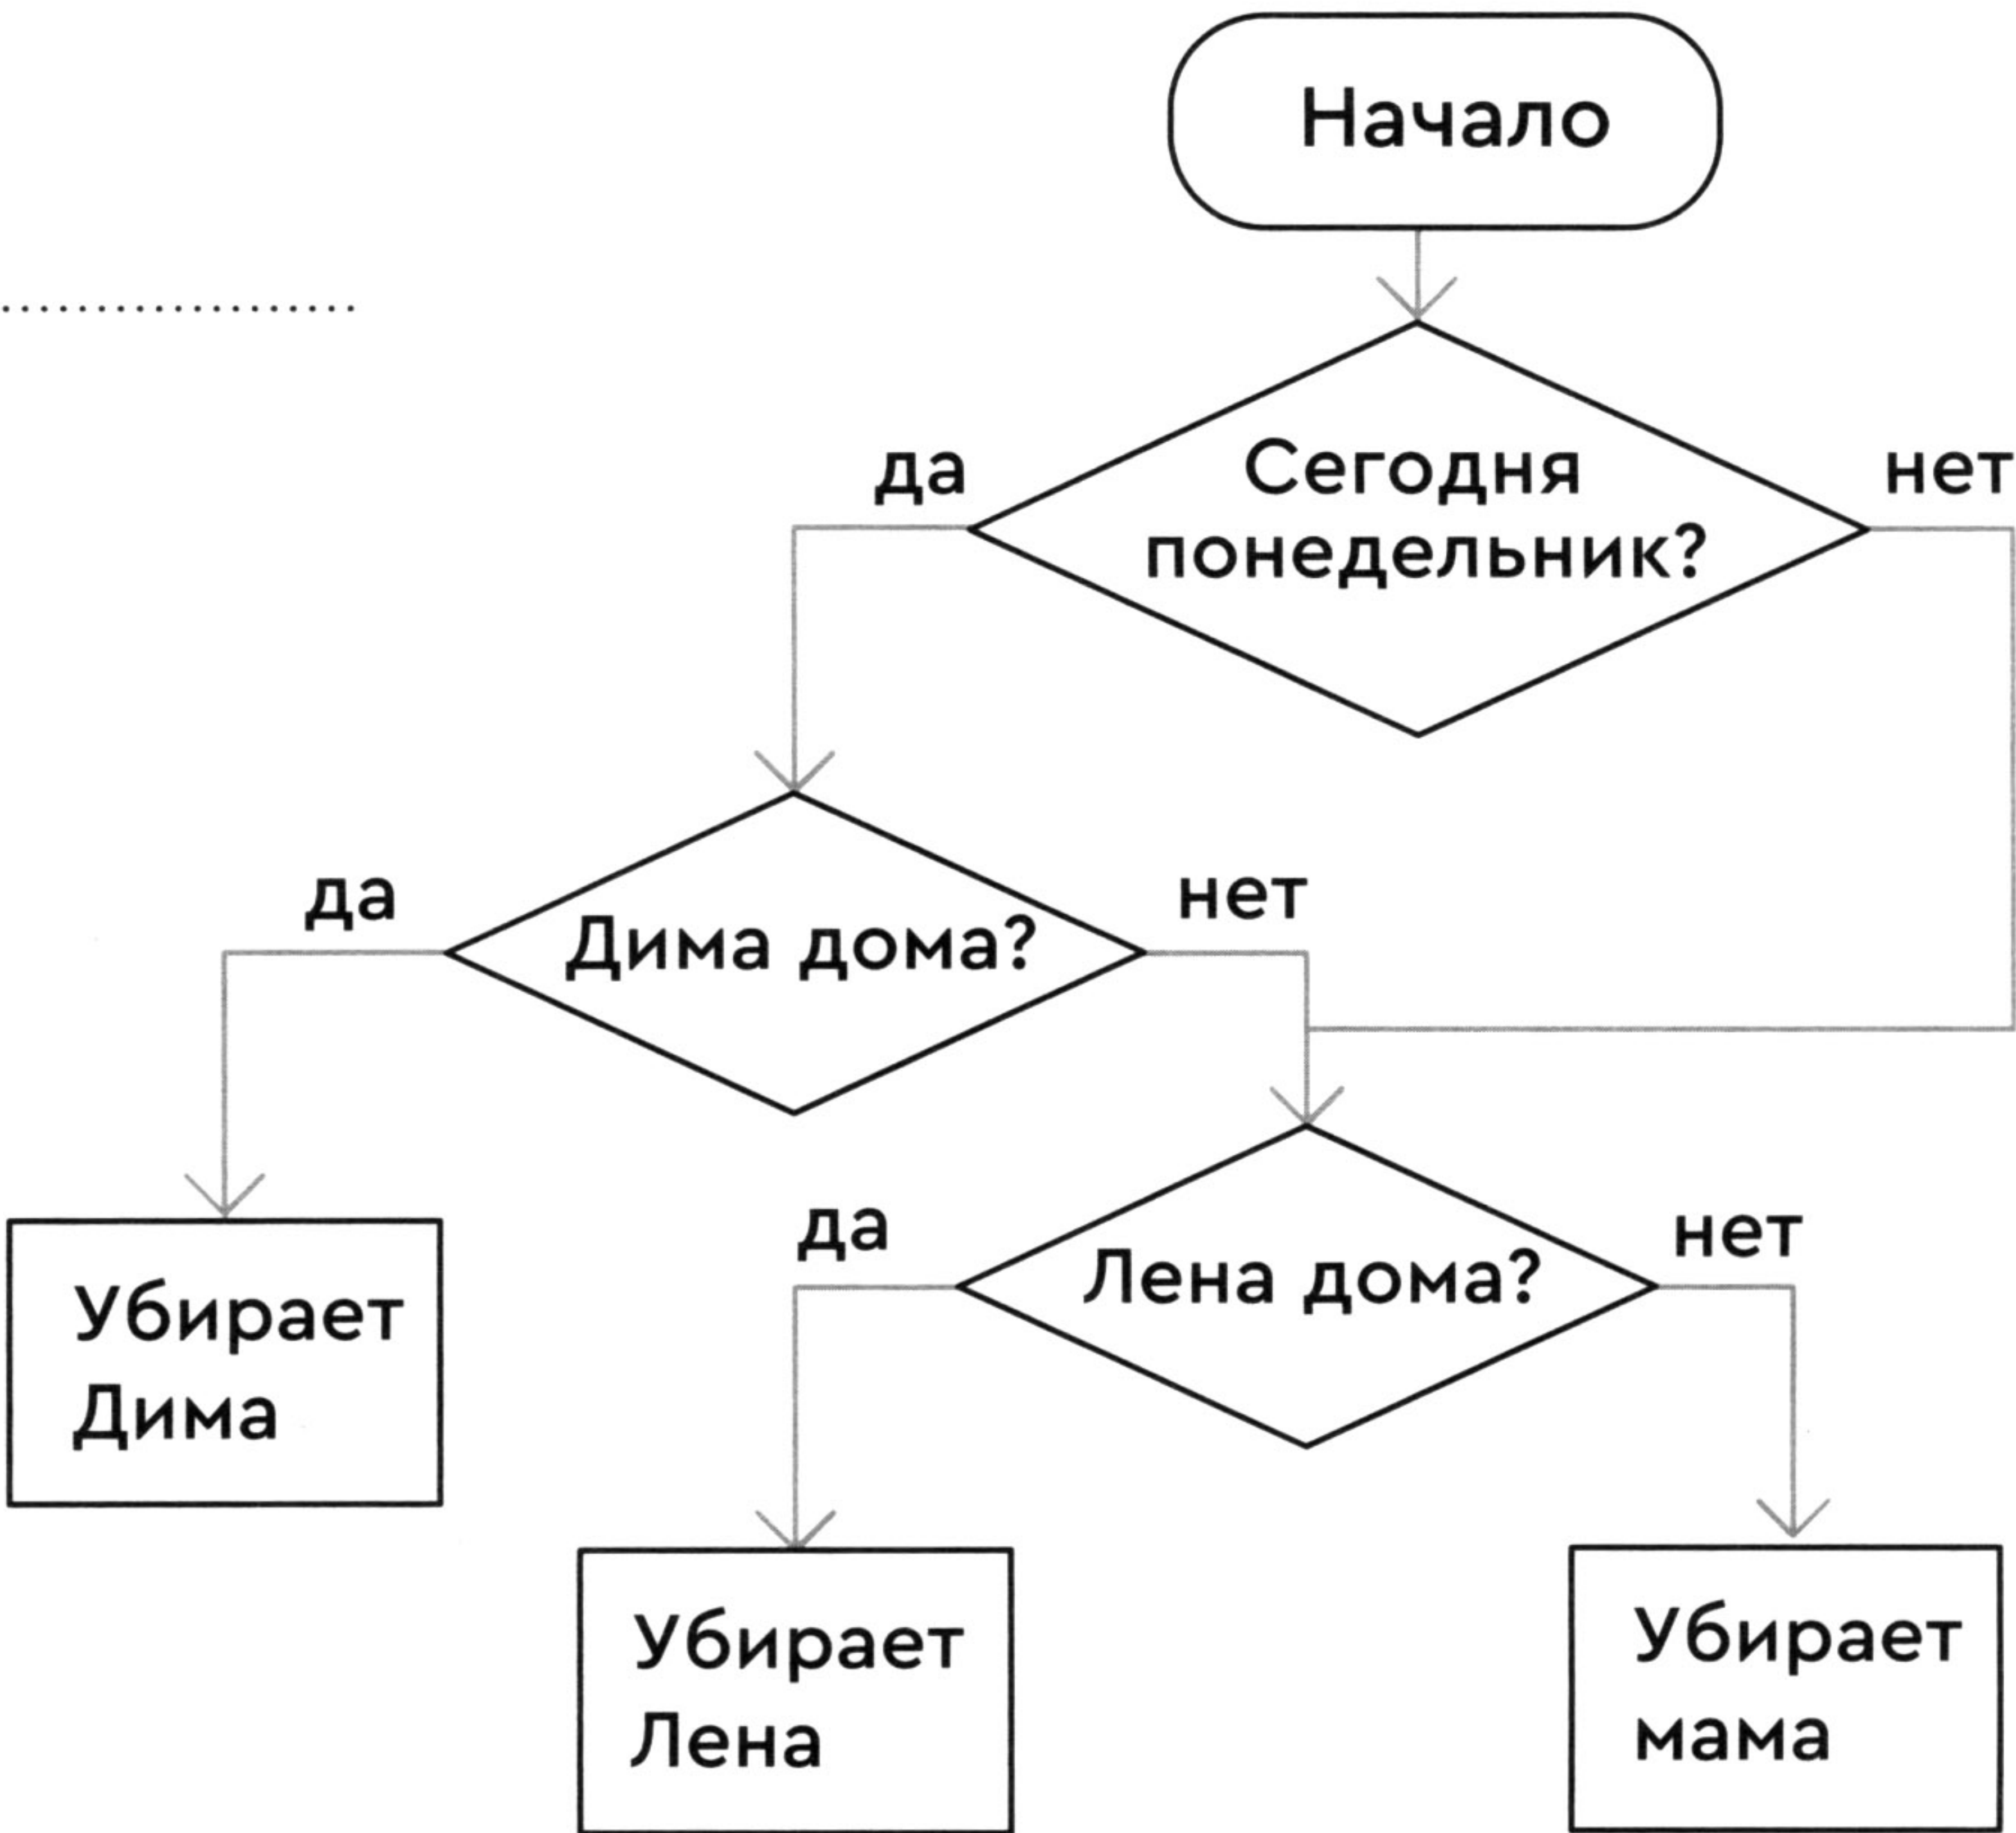 Начало
Сегодня
понедельник?
да
нет
Дима дома?
да
нет
Лена дома?
да
нет
Убирает
Дима
Убирает
Лена
Убирает
мама